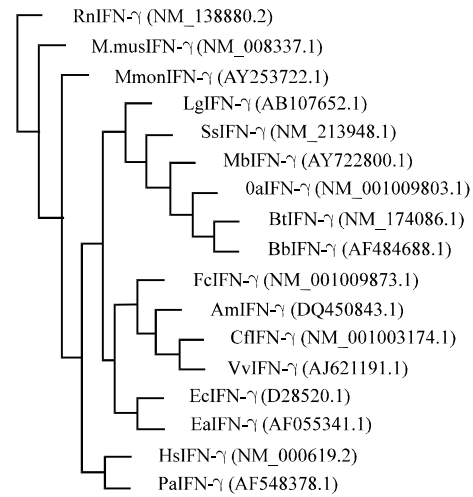 RnIFN-γ (NM_138880.2)
M.musIFN-γ (NM_008337.1)
MmonIFN-γ (AY253722.1)
LgIFN-γ (AB107652.1)
SsIFN-γ (NM_213948.1)
MbIFN-γ (AY722800.1)
0aIFN-γ (NM_001009803.1)
BtIFN-γ (NM_174086.1)
BbIFN-γ (AF484688.1)
FcIFN-γ (NM_001009873.1)
AmIFN-γ (DQ450843.1)
CfIFN-γ (NM_001003174.1)
VvIFN-γ (AJ621191.1)
EcIFN-γ (D28520.1)
EaIFN-γ (AF055341.1)
HsIFN-γ (NM_000619.2)
PaIFN-γ (AF548378.1)